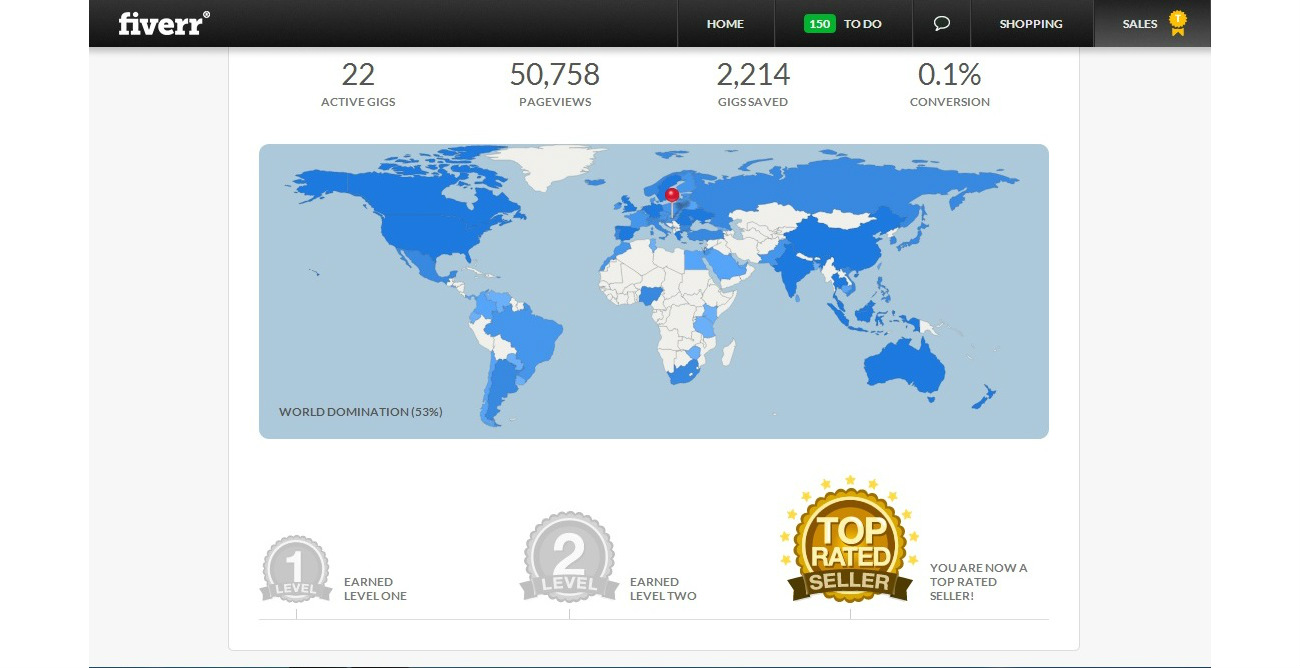 fiverr®
HOME
150 TO DO
SHOPPING
SALES
T
22
ACTIVE GIGS
50,758
PAGEVIEWS
2,214
GIGS SAVED
0.1%
CONVERSION
WORLD DOMINATION (53%)
1
LEVEL
EARNED
LEVEL ONE
2
LEVEL
EARNED
LEVEL TWO
TOP
RATED
SELLER
YOU ARE NOW A
TOP RATED
SELLER!